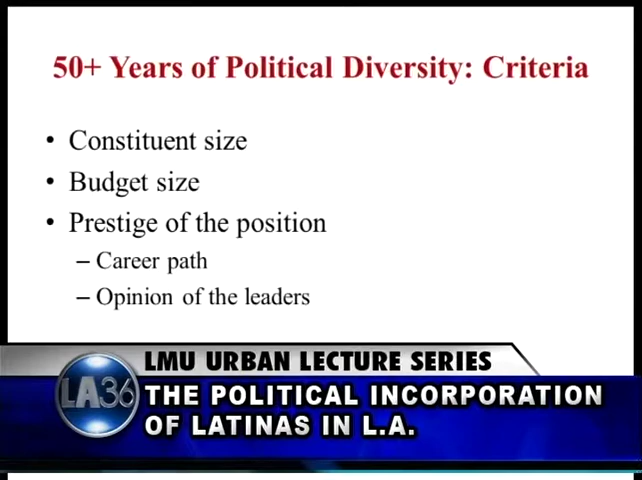 50+ Years of Political Diversity: Criteria
• Constituent size
• Budget size
• Prestige of the position
– Career path
– Opinion of the leaders
LMU URBAN LECTURE SERIES
LA36
THE POLITICAL INCORPORATION
OF LATINAS IN L.A.